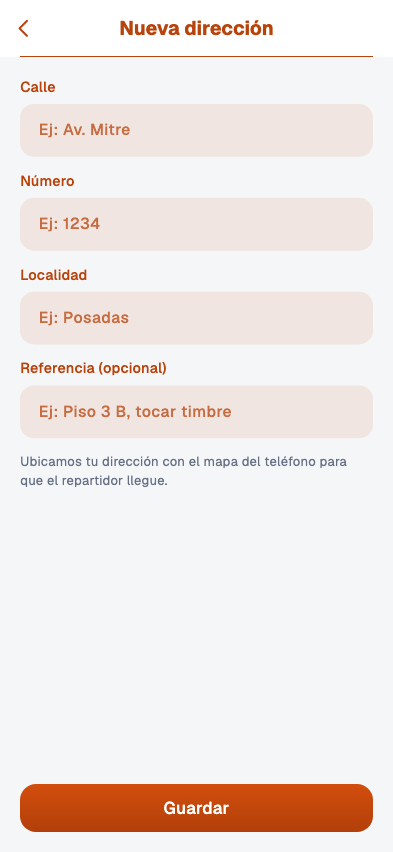 Nueva dirección
Calle
Ej: Av. Mitre
Número
Ej: 1234
Localidad
Ej: Posadas
Referencia (opcional)
Ej: Piso 3 B, tocar timbre
Ubicamos tu dirección con el mapa del teléfono para
que el repartidor llegue.
Guardar